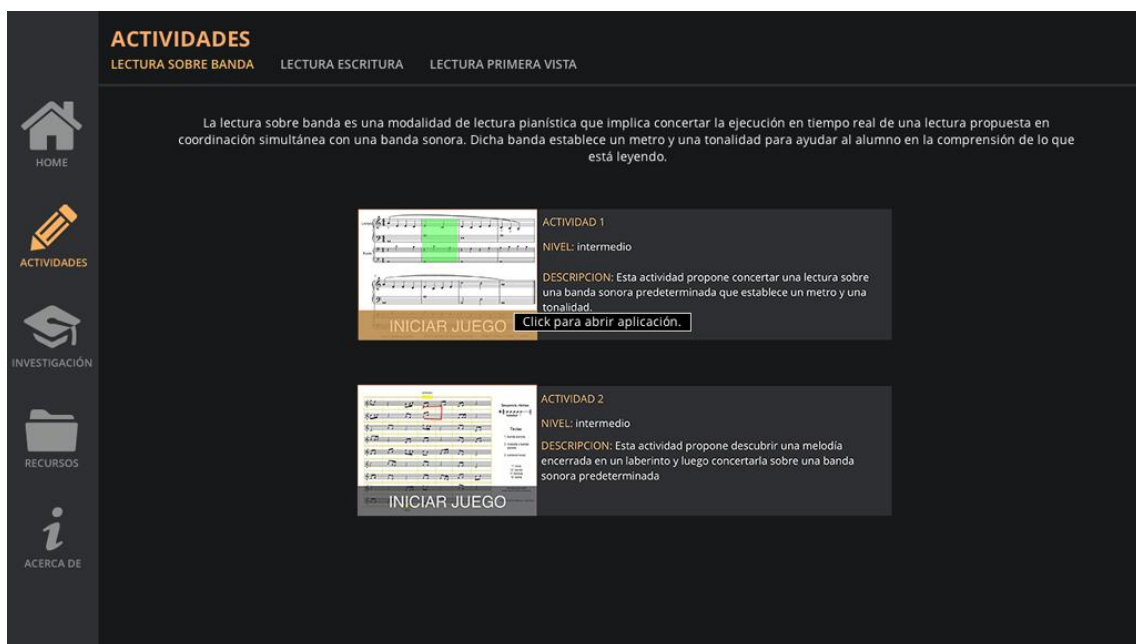 ACTIVIDADES
LECTURA SOBRE BANDA LECTURA ESCRITURA LECTURA PRIMERA VISTA
HOME
ACTIVIDADES
INVESTIGACIÓN
RECURSOS
ACERCA DE
La lectura sobre banda es una modalidad de lectura pianística que implica concertar la ejecución en tiempo real de una lectura propuesta en
coordinación simultánea con una banda sonora. Dicha banda establece un metro y una tonalidad para ayudar al alumno en la comprensión de lo que
está leyendo.
ACTIVIDAD 1
NIVEL: intermedio
DESCRIPCION: Esta actividad propone concertar una lectura sobre
una banda sonora predeterminada que establece un metro y una
tonalidad.
INICIAR JUEGO
Click para abrir aplicación.
ACTIVIDAD 2
NIVEL: intermedio
DESCRIPCION: Esta actividad propone descubrir una melodía
encerrada en un laberinto y luego concertarla sobre una banda
sonora predeterminada
INICIAR JUEGO